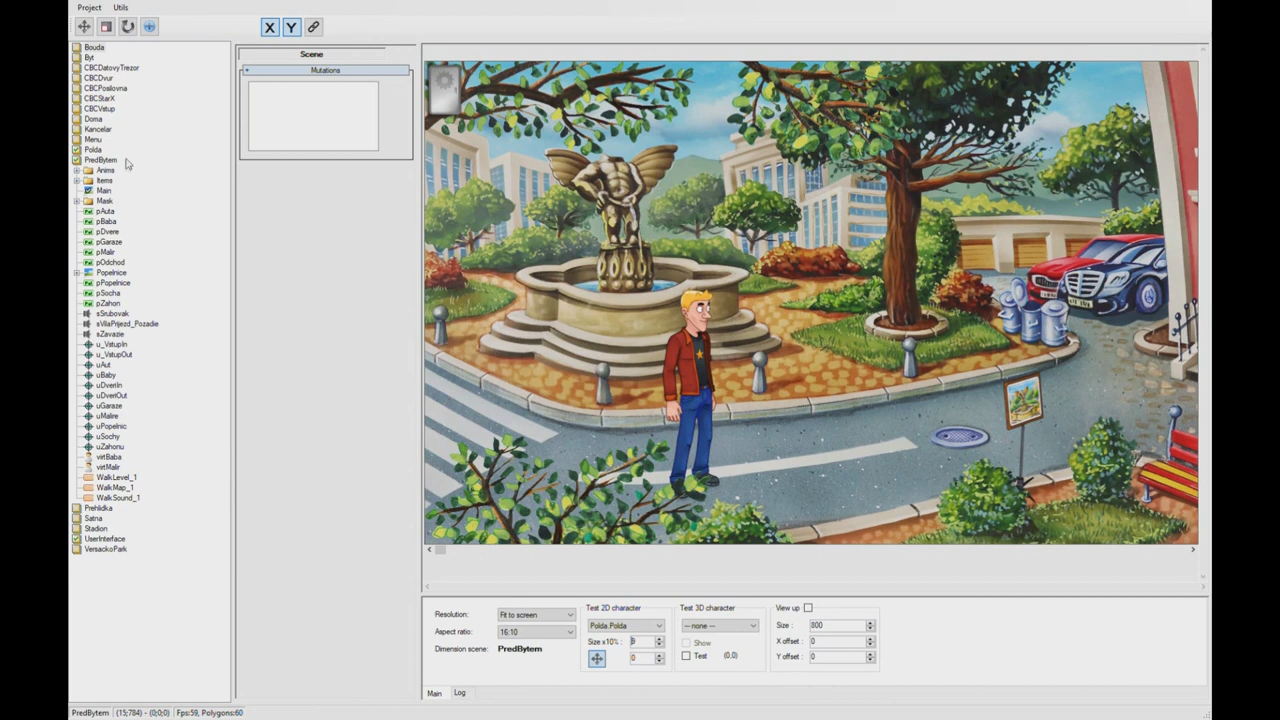 Project Utils
X Y
Bouda
Byt
CBCDatovyTrezor
CBCDvur
CBCPosilovna
CBCStarX
CBCVstup
Doma
Kancelar
Menu
Polda
PredBytem
Anims
Items
Main
Mask
pAuta
pBaba
pDvere
pGaraze
pMalir
pOdchod
Popelnice
pPopelnice
pSocha
pZahon
sSrubovak
sVilaPrijezd_Pozadie
sZavazie
u_VstupIn
u_VstupOut
uAut
uBaby
uDveriIn
uDveriOut
uGaraze
uMalire
uPopelnic
uSochy
uZahonu
virtBaba
virtMalir
WalkLevel_1
WalkMap_1
WalkSound_1
Prehlidka
Satna
Stadion
UserInterface
VersackoPark
Scene
Mutations
Resolution: Fit to screen
Aspect ratio: 16:10
Dimension scene: PredBytem
Test 2D character
Polda.Polda
Size x10% :
0
Test 3D character
-- none --
Show
Test (0,0)
View up
Size : 800
X offset : 0
Y offset : 0
Main Log
PredBytem (15;784) - (0;0;0) Fps:59, Polygons:60